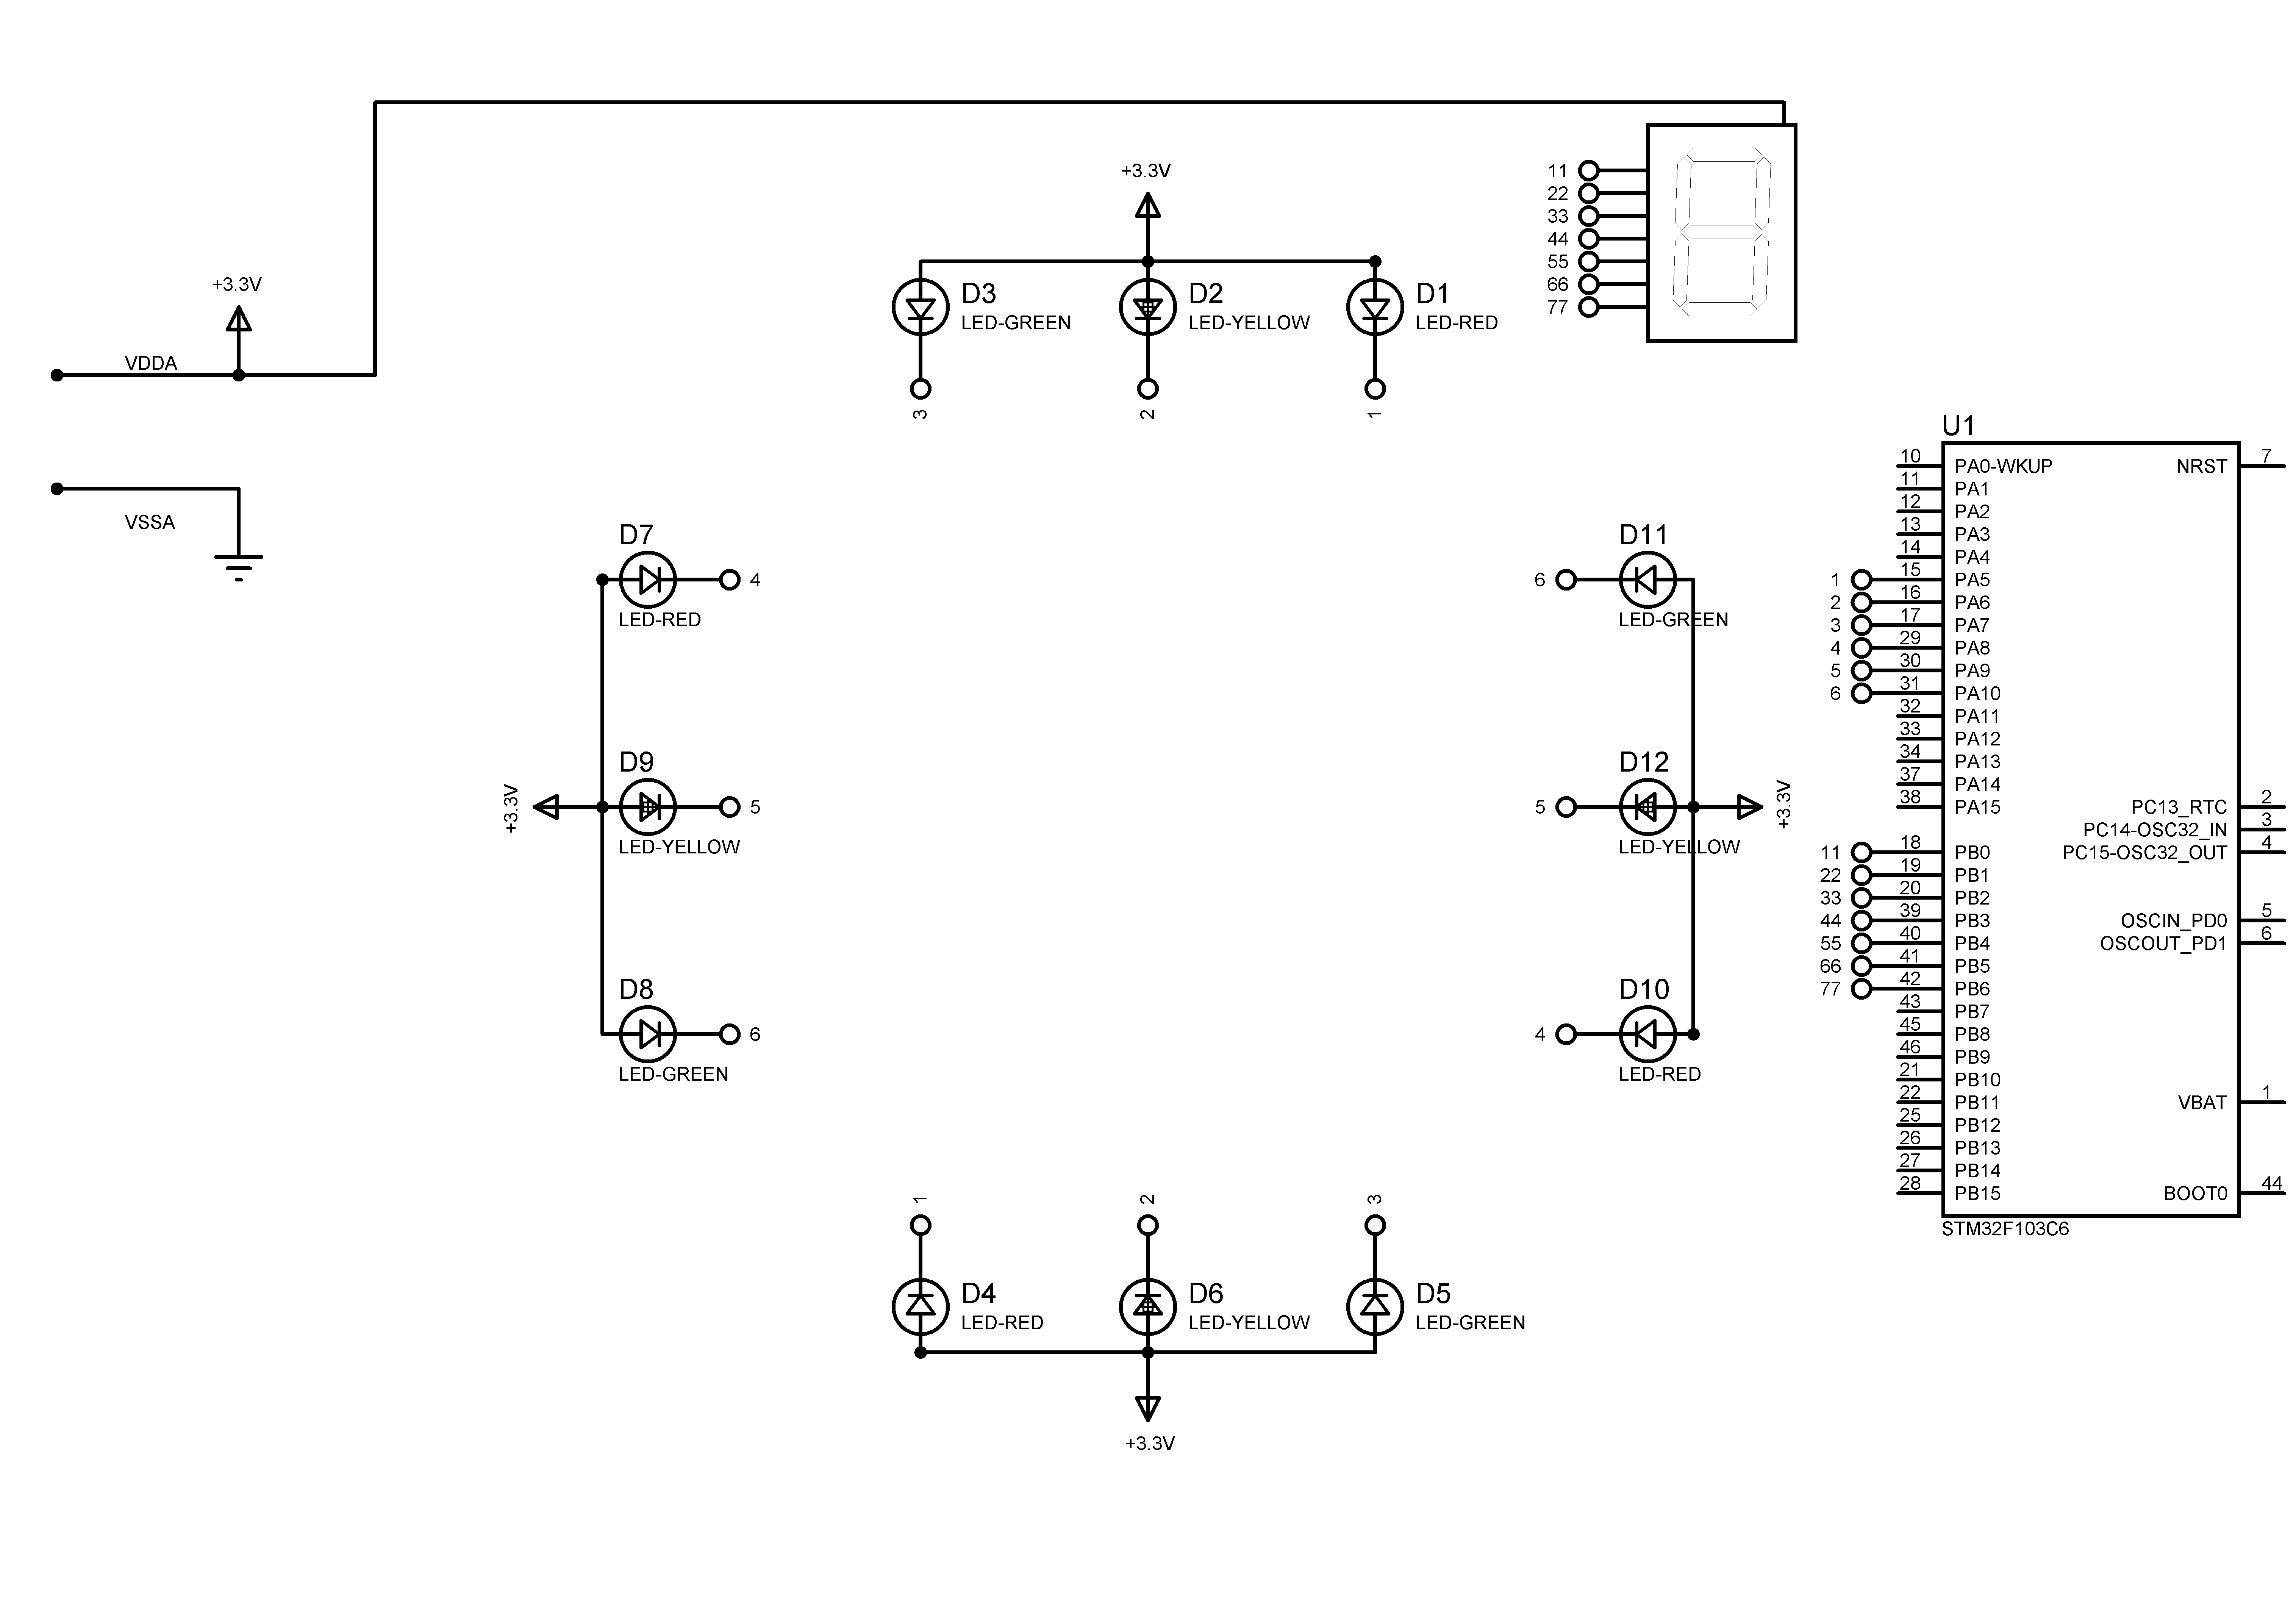 +3.3V
VDDA
VSSA
+3.3V
D3
LED-GREEN
D2
LED-YELLOW
D1
LED-RED
3
2
1
11
22
33
44
55
66
77
D7
LED-RED
4
D9
LED-YELLOW
5
+3.3V
D8
LED-GREEN
6
D11
LED-GREEN
6
D12
LED-YELLOW
5
+3.3V
D10
LED-RED
4
1
2
3
D4
LED-RED
D6
LED-YELLOW
D5
LED-GREEN
+3.3V
U1
10 PA0-WKUP
11 PA1
12 PA2
13 PA3
14 PA4
1 15 PA5
2 16 PA6
3 17 PA7
4 29 PA8
5 30 PA9
6 31 PA10
32 PA11
33 PA12
34 PA13
37 PA14
38 PA15
11 18 PB0
22 19 PB1
33 20 PB2
44 39 PB3
55 40 PB4
66 41 PB5
77 42 PB6
43 PB7
45 PB8
46 PB9
21 PB10
22 PB11
25 PB12
26 PB13
27 PB14
28 PB15
NRST 7
PC13_RTC 2
PC14-OSC32_IN 3
PC15-OSC32_OUT 4
OSCIN_PD0 5
OSCOUT_PD1 6
VBAT 1
BOOT0 44
STM32F103C6